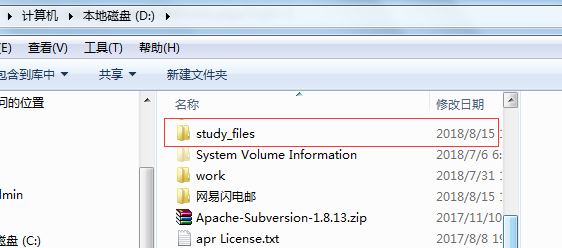 计算机 ▸ 本地磁盘 (D:) ▸
(E) 查看(V) 工具(T) 帮助(H)
包含到库中 共享 新建文件夹
问的位置
名称 修改日期
study_files 2018/8/15 1
System Volume Information 2018/7/6 6:
work 2018/7/31 1
dmin
网易闪电邮 2018/8/15 1
Apache-Subversion-1.8.13.zip 2017/11/10
磁盘 (C:)
apr License.txt 2017/8/8 19